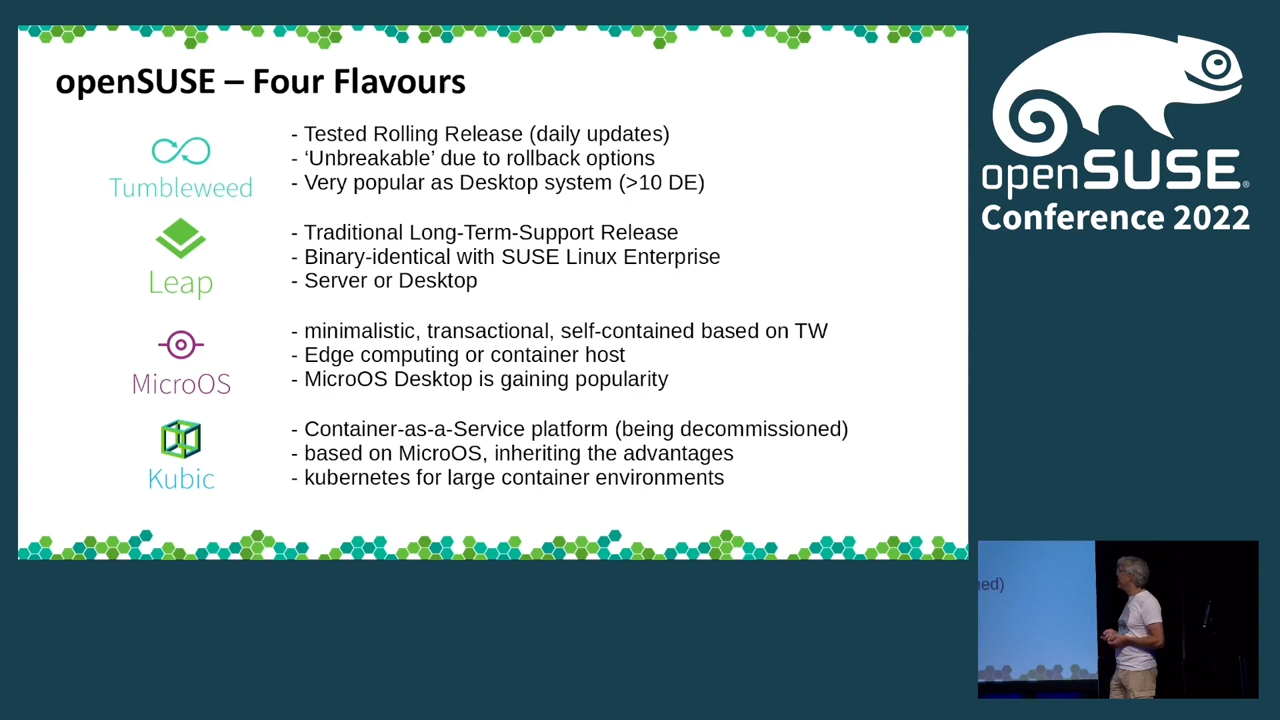 openSUSE – Four Flavours
Tumbleweed
- Tested Rolling Release (daily updates)
- ‘Unbreakable’ due to rollback options
- Very popular as Desktop system (>10 DE)
Leap
- Traditional Long-Term-Support Release
- Binary-identical with SUSE Linux Enterprise
- Server or Desktop
MicroOS
- minimalistic, transactional, self-contained based on TW
- Edge computing or container host
- MicroOS Desktop is gaining popularity
Kubic
- Container-as-a-Service platform (being decommissioned)
- based on MicroOS, inheriting the advantages
- kubernetes for large container environments
openSUSE®
Conference 2022
ned)